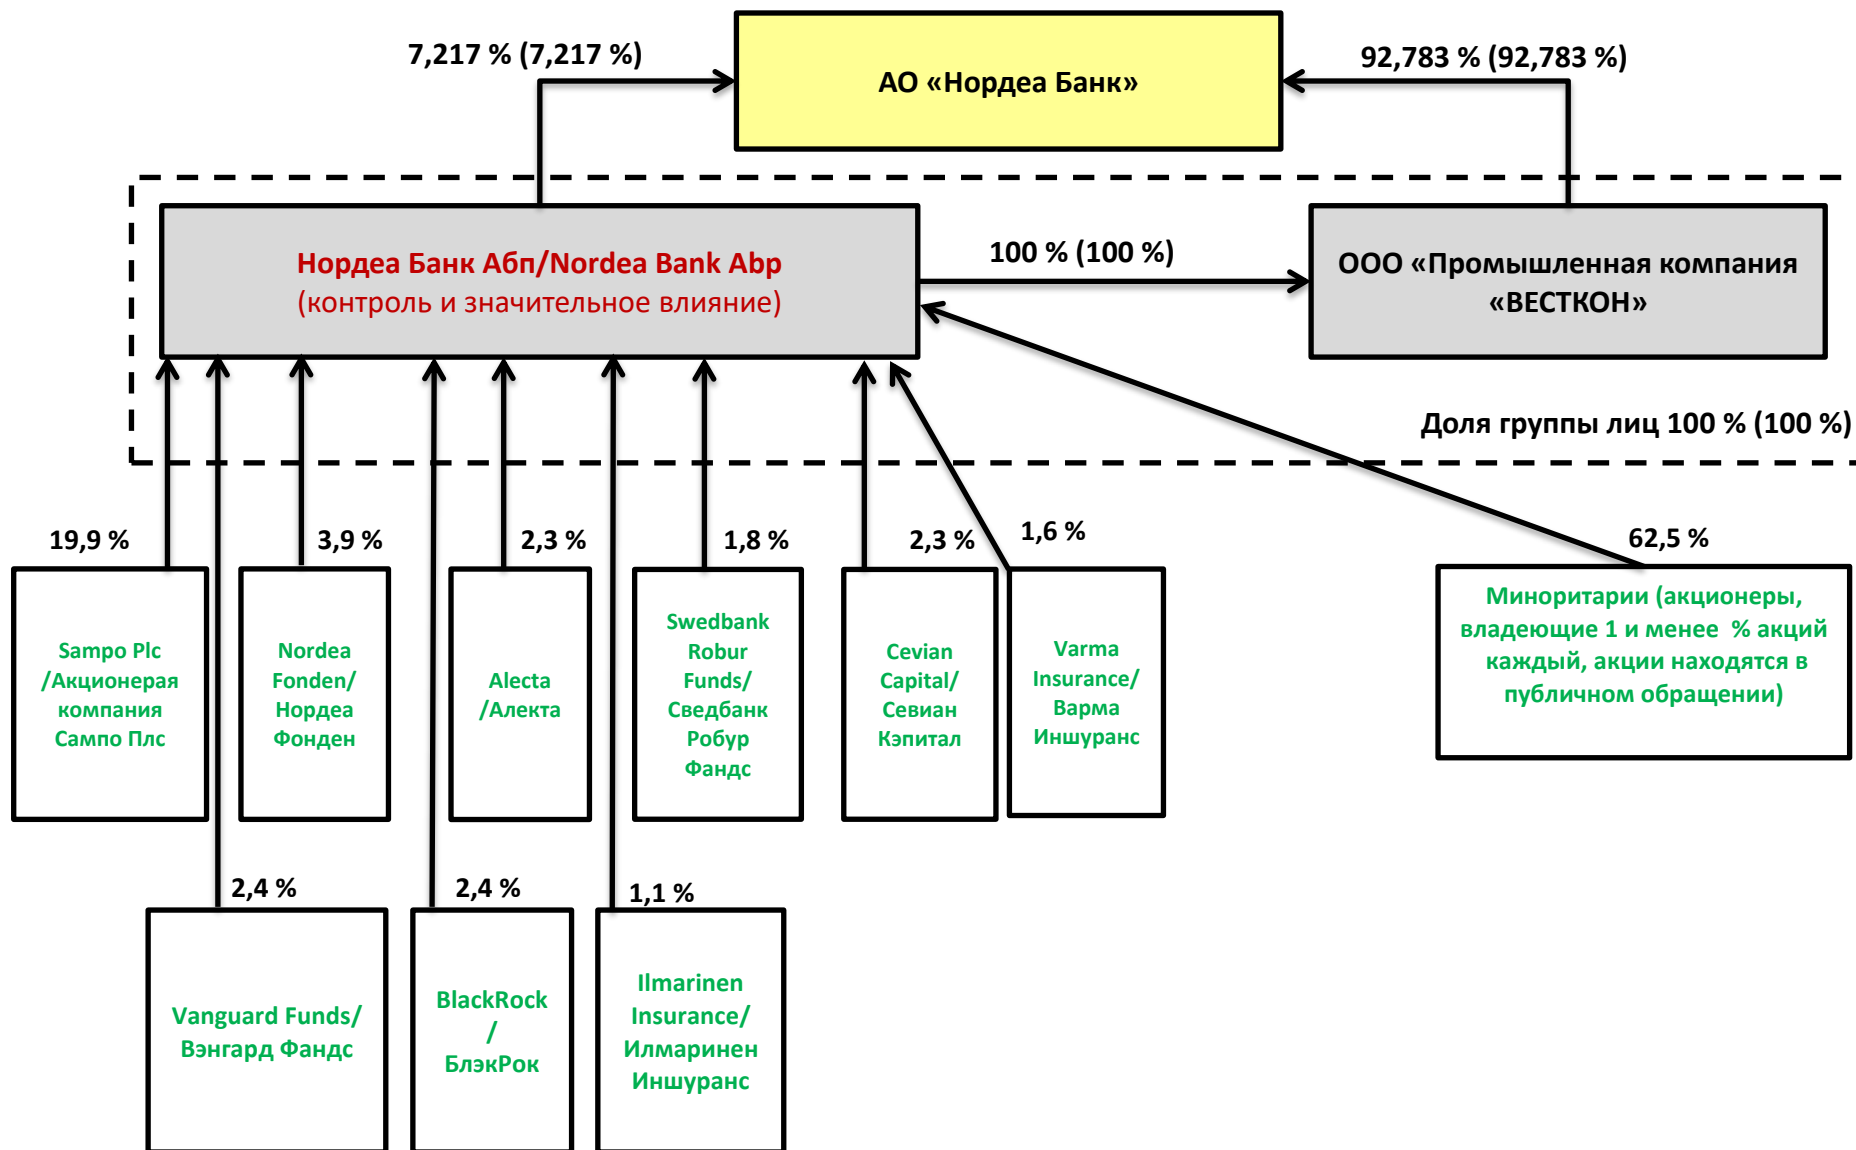 7,217 % (7,217 %)
АО «Нордеа Банк»
92,783 % (92,783 %)
Нордеа Банк Абп/Nordea Bank Abp
(контроль и значительное влияние)
100 % (100 %)
ООО «Промышленная компания
«ВЕСТКОН»
Доля группы лиц 100 % (100 %)
19,9 %
3,9 %
2,3 %
1,8 %
2,3 %
1,6 %
62,5 %
Sampo Plc
/Акционерая
компания
Сампо Плс
Nordea
Fonden/
Нордеа
Фонден
Alecta
/Алекта
Swedbank
Robur
Funds/
Сведбанк
Робур
Фандс
Cevian
Capital/
Севиан
Кэпитал
Varma
Insurance/
Варма
Иншуранс
Миноритарии (акционеры,
владеющие 1 и менее  % акций
каждый, акции находятся в
публичном обращении)
2,4 %
2,4 %
1,1 %
Vanguard Funds/
Вэнгард Фандс
BlackRock
/
БлэкРок
Ilmarinen
Insurance/
Илмаринен
Иншуранс